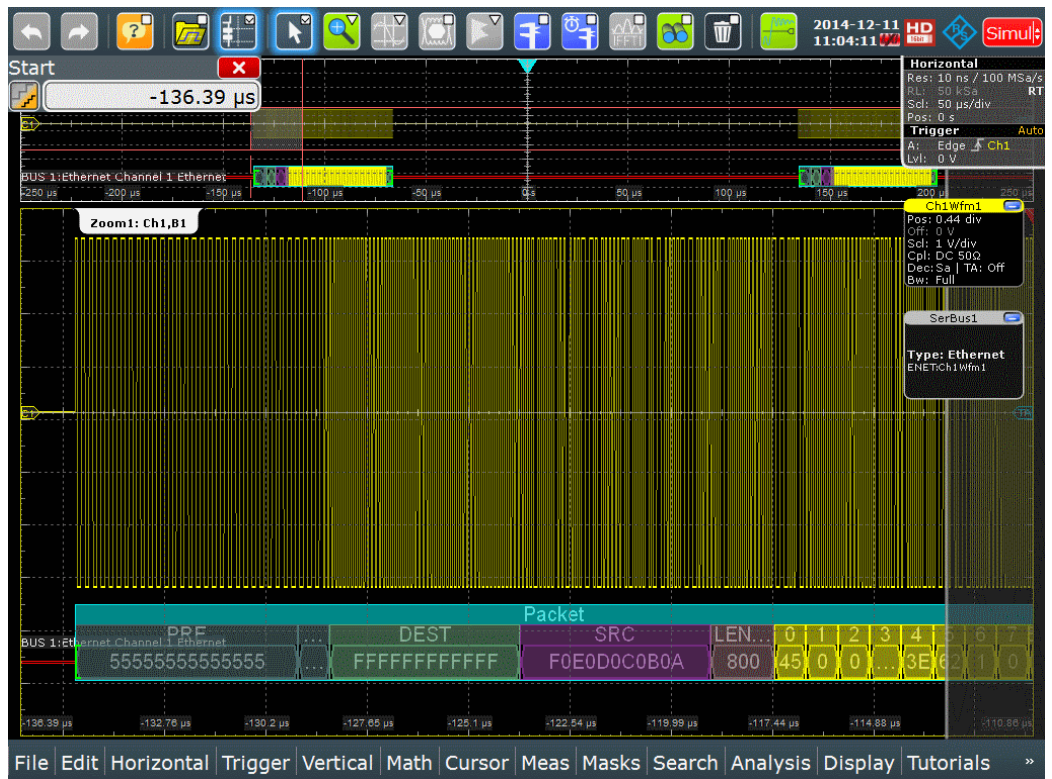 2014-12-11
11:04:11
HD
16bit
Simul
Start
-136.39 µs
(FFT)
Horizontal
Res: 10 ns / 100 MSa/s
RL: 50 kSa RT
Scl: 50 µs/div
Pos: 0 s
Trigger Auto
A: Edge Ch1
Lvl: 0 V
C1
BUS 1:Ethernet Channel 1 Ethernet
-250 µs -200 µs -150 µs -100 µs -50 µs 0 s 50 µs 100 µs 150 µs 200 µs 250 µs
Zoom1: Ch1,B1
Ch1Wfm1
Pos: 0.44 div
Off: 0 V
Scl: 1 V/div
Cpl: DC 50Ω
Dec:Sa | TA: Off
Bw: Full
SerBus1
Type: Ethernet
ENET:Ch1Wfm1
C1
TA
Packet
BUS 1:Ethernet Channel 1 Ethernet
PRE ... DEST SRC LEN... 0 1 2 3 4 5 6 7
55555555555555 ... FFFFFFFFFFFF F0E0D0C0B0A 800 45 0 0 ... 3E 62 1 0
-136.39 µs -132.76 µs -130.2 µs -127.65 µs -125.1 µs -122.54 µs -119.99 µs -117.44 µs -114.88 µs -110.86 µs
File Edit Horizontal Trigger Vertical Math Cursor Meas Masks Search Analysis Display Tutorials »